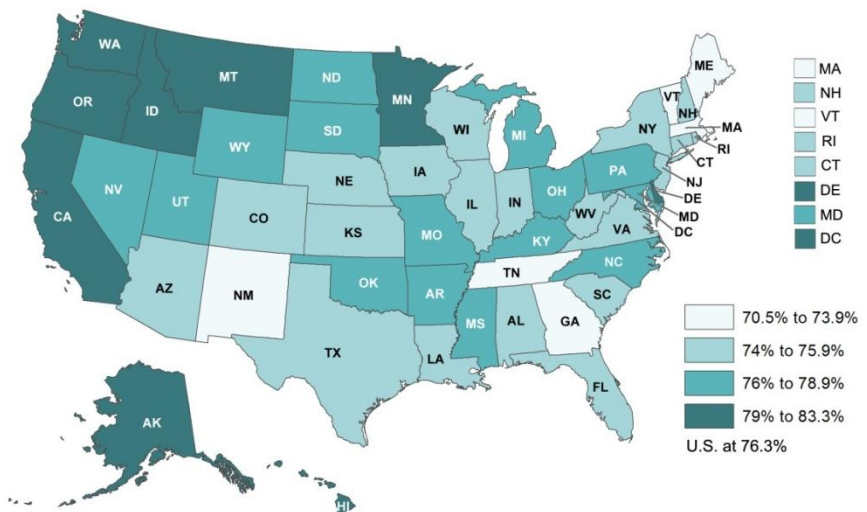 WA
OR
CA
ID
NV
MT
WY
UT
AZ
CO
NM
ND
SD
NE
KS
OK
TX
MN
IA
MO
AR
LA
WI
IL
MS
MI
IN
KY
TN
AL
OH
WV
GA
FL
SC
NC
VA
PA
NY
VT
NH
ME
MA
RI
CT
NJ
DE
MD
DC
AK
HI
MA
NH
VT
RI
CT
DE
MD
DC
70.5% to 73.9%
74% to 75.9%
76% to 78.9%
79% to 83.3%
U.S. at 76.3%